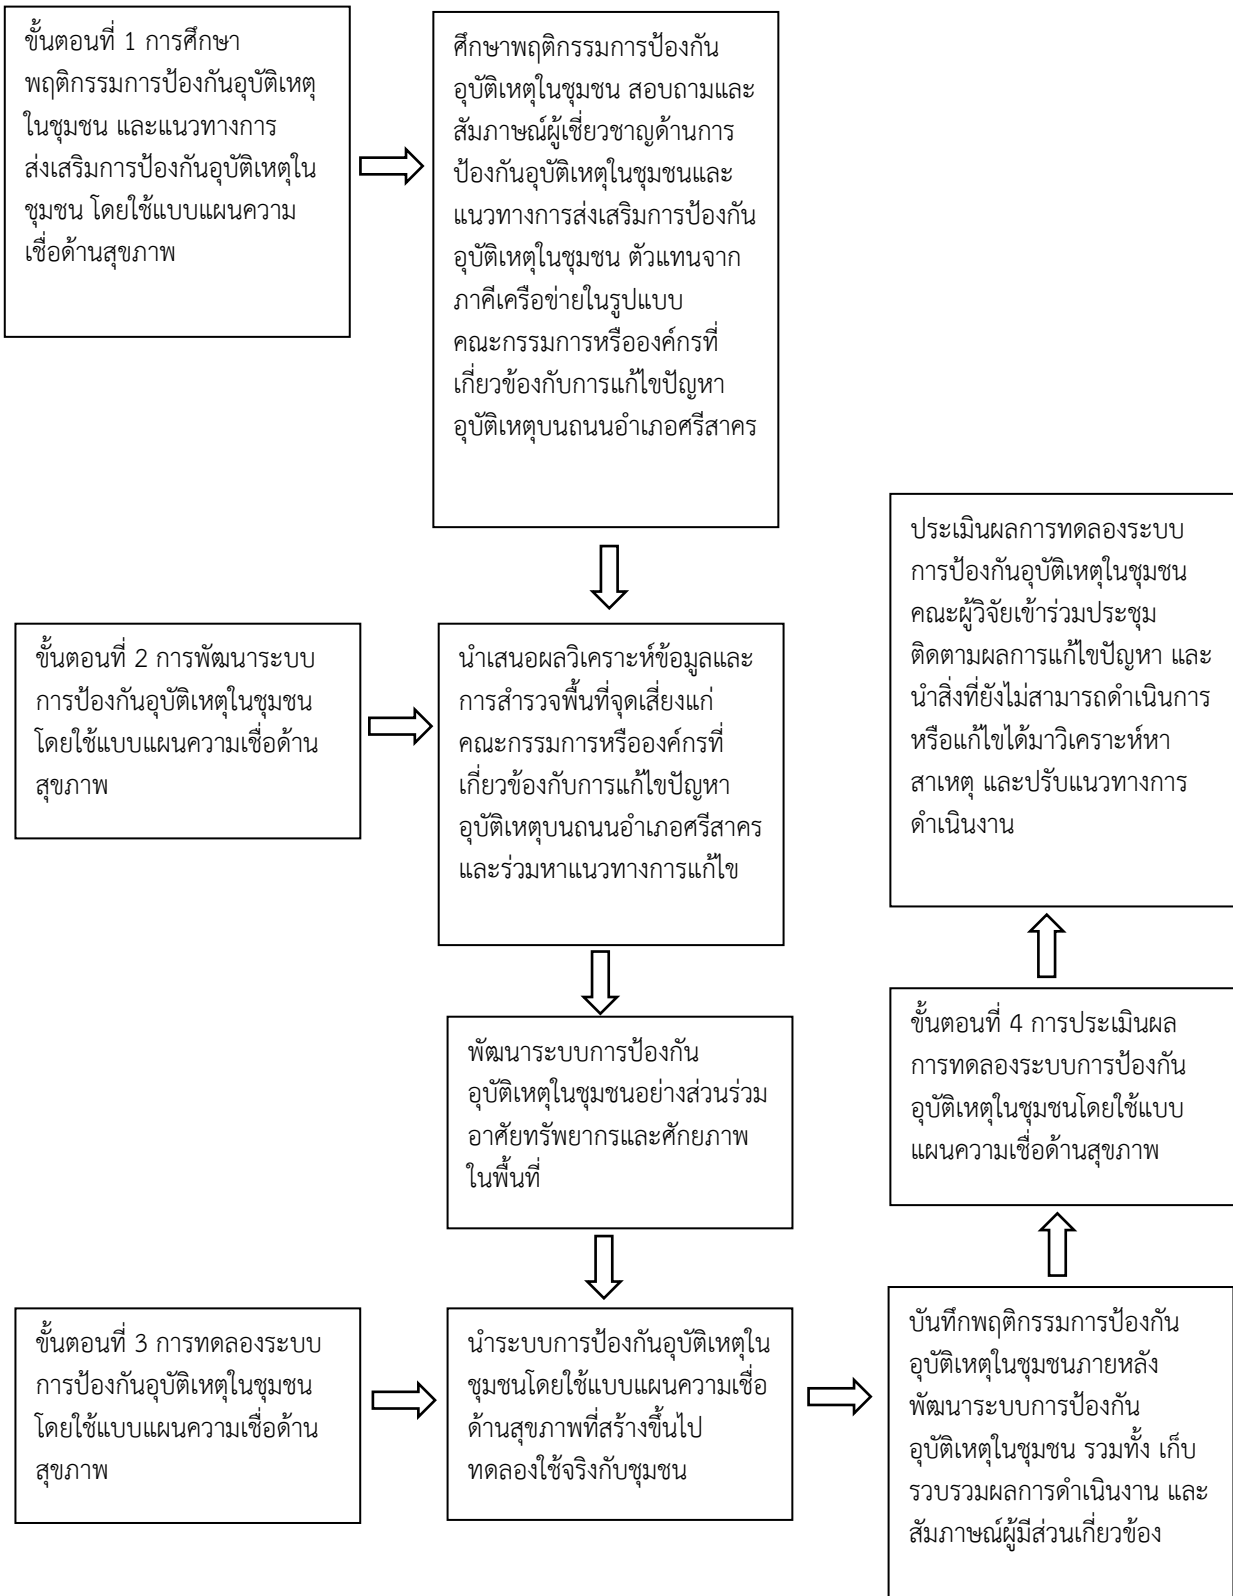 ขั้นตอนที่ 1 การศึกษา
พฤติกรรมการป้องกันอุบัติเหตุ
ในชุมชน และแนวทางการ
ส่งเสริมการป้องกันอุบัติเหตุใน
ชุมชน โดยใช้แบบแผนความ
เชื่อด้านสุขภาพ
ศึกษาพฤติกรรมการป้องกัน
อุบัติเหตุในชุมชน สอบถามและ
สัมภาษณ์ผู้เชี่ยวชาญด้านการ
ป้องกันอุบัติเหตุในชุมชนและ
แนวทางการส่งเสริมการป้องกัน
อุบัติเหตุในชุมชน ตัวแทนจาก
ภาคีเครือข่ายในรูปแบบ
คณะกรรมการหรือองค์กรที่
เกี่ยวข้องกับการแก้ไขปัญหา
อุบัติเหตุบนถนนอำเภอศรีสาคร
ขั้นตอนที่ 2 การพัฒนาระบบ
การป้องกันอุบัติเหตุในชุมชน
โดยใช้แบบแผนความเชื่อด้าน
สุขภาพ
นำเสนอผลวิเคราะห์ข้อมูลและ
การสำรวจพื้นที่จุดเสี่ยงแก่
คณะกรรมการหรือองค์กรที่
เกี่ยวข้องกับการแก้ไขปัญหา
อุบัติเหตุบนถนนอำเภอศรีสาคร
และร่วมหาแนวทางการแก้ไข
พัฒนาระบบการป้องกัน
อุบัติเหตุในชุมชนอย่างส่วนร่วม
อาศัยทรัพยากรและศักยภาพ
ในพื้นที่
ขั้นตอนที่ 3 การทดลองระบบ
การป้องกันอุบัติเหตุในชุมชน
โดยใช้แบบแผนความเชื่อด้าน
สุขภาพ
นำระบบการป้องกันอุบัติเหตุใน
ชุมชนโดยใช้แบบแผนความเชื่อ
ด้านสุขภาพที่สร้างขึ้นไป
ทดลองใช้จริงกับชุมชน
บันทึกพฤติกรรมการป้องกัน
อุบัติเหตุในชุมชนภายหลัง
พัฒนาระบบการป้องกัน
อุบัติเหตุในชุมชน รวมทั้ง เก็บ
รวบรวมผลการดำเนินงาน และ
สัมภาษณ์ผู้มีส่วนเกี่ยวข้อง
ขั้นตอนที่ 4 การประเมินผล
การทดลองระบบการป้องกัน
อุบัติเหตุในชุมชนโดยใช้แบบ
แผนความเชื่อด้านสุขภาพ
ประเมินผลการทดลองระบบ
การป้องกันอุบัติเหตุในชุมชน
คณะผู้วิจัยเข้าร่วมประชุม
ติดตามผลการแก้ไขปัญหา และ
นำสิ่งที่ยังไม่สามารถดำเนินการ
หรือแก้ไขได้มาวิเคราะห์หา
สาเหตุ และปรับแนวทางการ
ดำเนินงาน